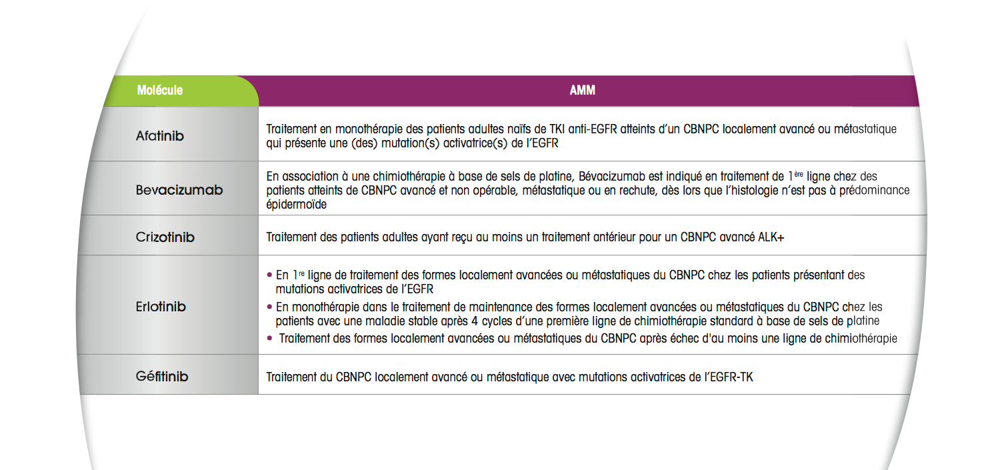 Molécule
AMM
Afatinib
Traitement en monothérapie des patients adultes naïfs de TKI anti-EGFR atteints d’un CBNPC localement avancé ou métastatique
qui présente une (des) mutation(s) activatrice(s) de l’EGFR
Bevacizumab
En association à une chimiothérapie à base de sels de platine, Bévacizumab est indiqué en traitement de 1ère ligne chez des
patients atteints de CBNPC avancé et non opérable, métastatique ou en rechute, dès lors que l’histologie n’est pas à prédominance
épidermoïde
Crizotinib
Traitement des patients adultes ayant reçu au moins un traitement antérieur pour un CBNPC avancé ALK+
Erlotinib
• En 1re ligne de traitement des formes localement avancées ou métastatiques du CBNPC chez les patients présentant des
mutations activatrices de l’EGFR
• En monothérapie dans le traitement de maintenance des formes localement avancées ou métastatiques du CBNPC chez les
patients avec une maladie stable après 4 cycles d’une première ligne de chimiothérapie standard à base de sels de platine
• Traitement des formes localement avancées ou métastatiques du CBNPC après échec d'au moins une ligne de chimiothérapie
Géfitinib
Traitement du CBNPC localement avancé ou métastatique avec mutations activatrices de l’EGFR-TK